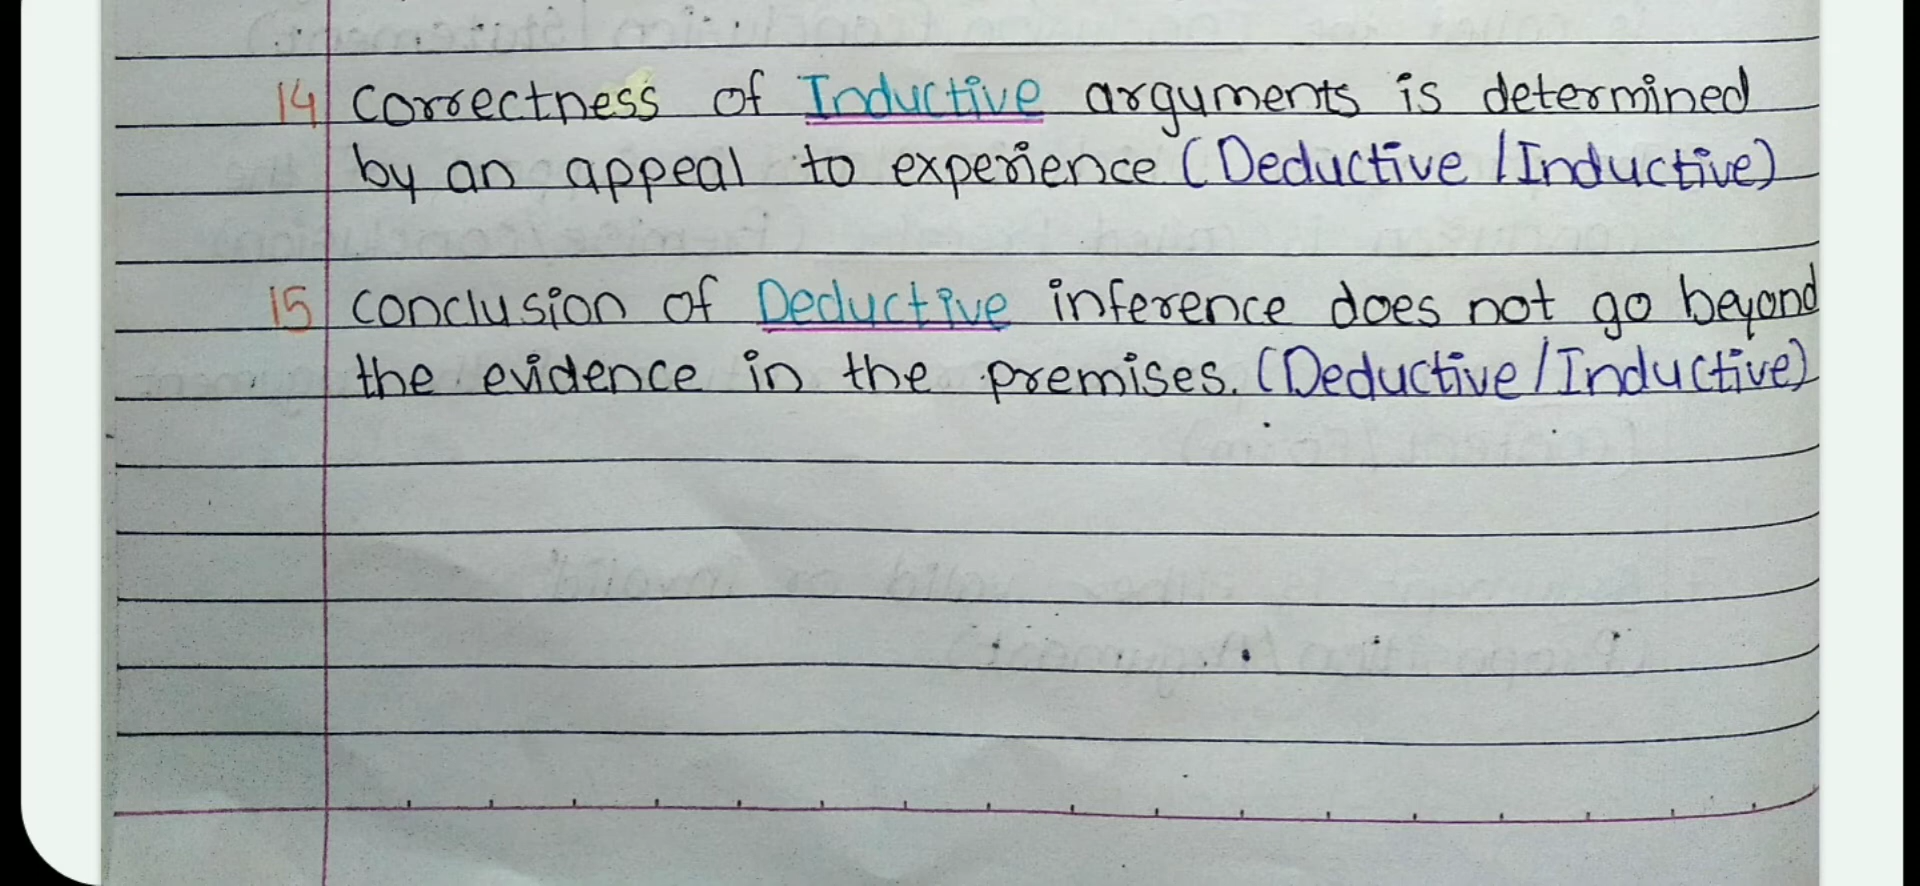 14 Correctness of Inductive arguments is determined
by an appeal to experience (Deductive / Inductive)
15 Conclusion of Deductive inference does not go beyond
the evidence in the premises. (Deductive / Inductive)